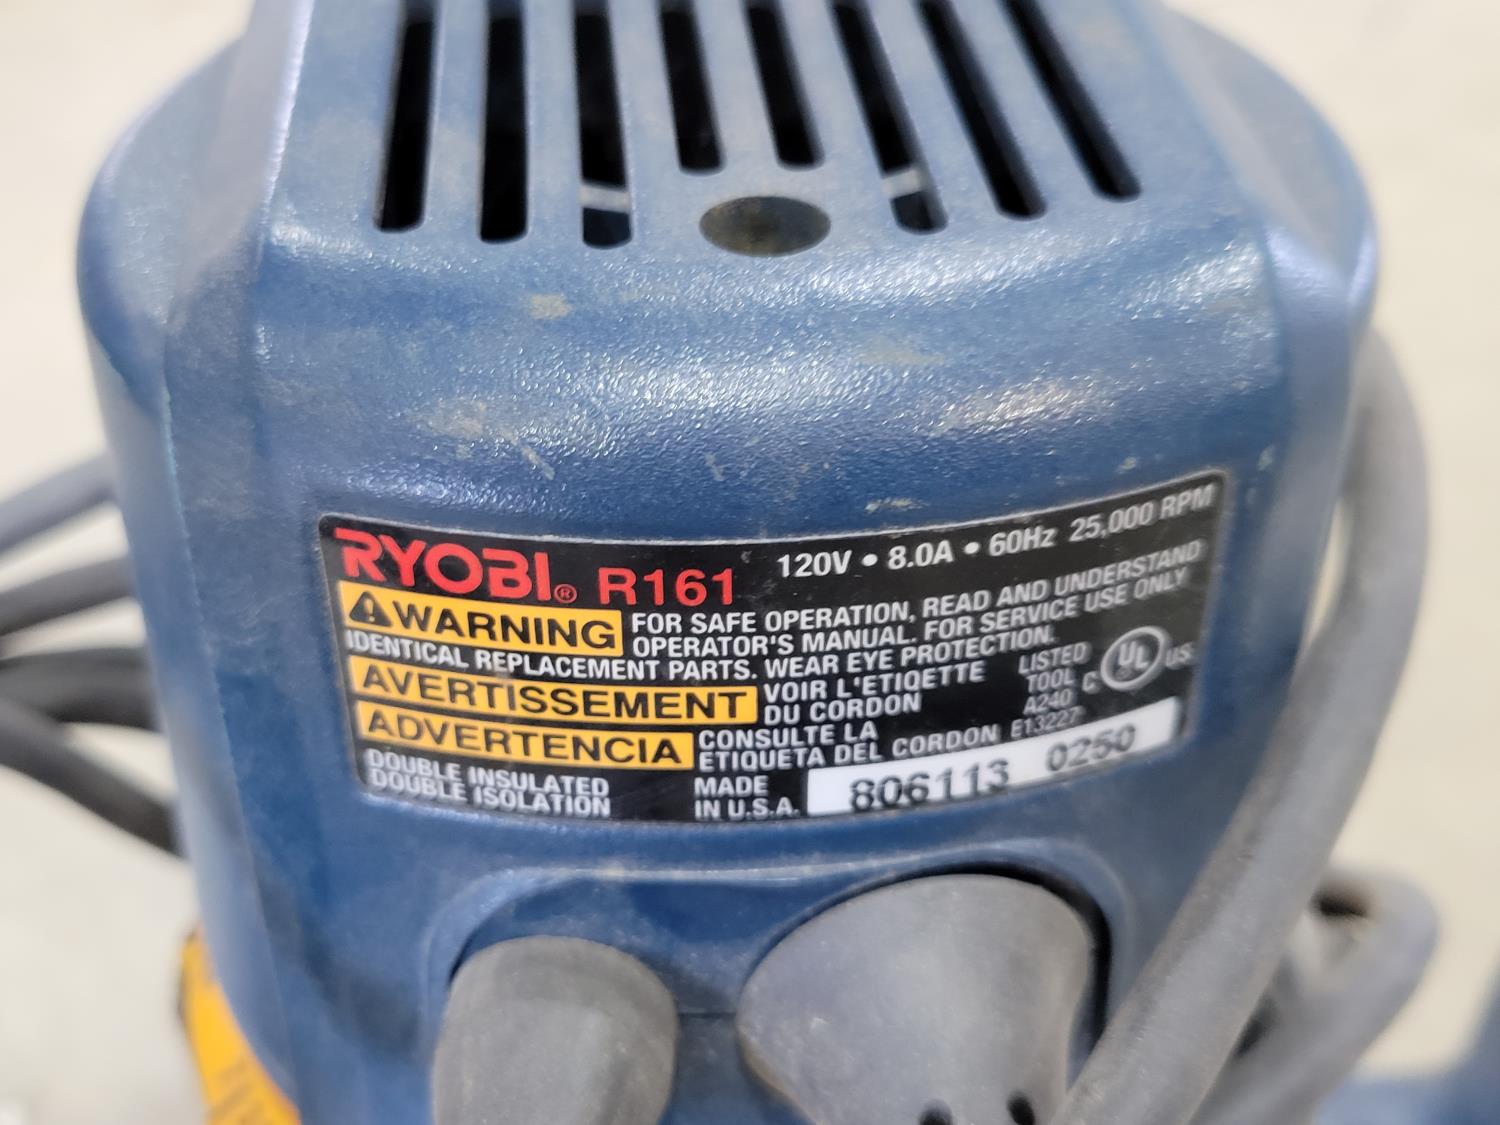 RYOBI® R161 120V • 8.0A • 60Hz 25,000 RPM
WARNING FOR SAFE OPERATION, READ AND UNDERSTAND
OPERATOR'S MANUAL. FOR SERVICE USE ONLY
IDENTICAL REPLACEMENT PARTS. WEAR EYE PROTECTION.
AVERTISSEMENT VOIR L'ETIQETTE
DU CORDON
ADVERTENCIA CONSULTE LA
ETIQUETA DEL CORDON
LISTED
TOOL
A240
E13227
C UL US
DOUBLE INSULATED
DOUBLE ISOLATION
MADE
IN U.S.A.
806113 0250